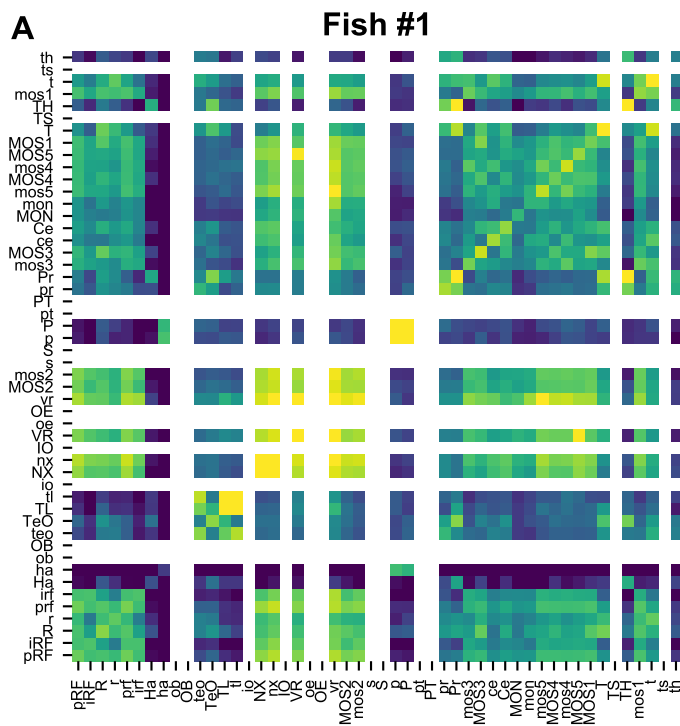 A
Fish #1
th
ts
t
mos1
TH
TS
T
MOS1
MOS5
mos4
MOS4
mos5
mon
MON
Ce
ce
MOS3
mos3
Pr
pr
PT
pt
P
p
S
s
mos2
MOS2
vr
OE
oe
VR
IO
nx
NX
io
tl
TL
TeO
teo
OB
ob
ha
Ha
irf
prf
r
R
iRF
pRF
pRF
iRF
R
r
prf
irf
Ha
ha
ob
OB
teo
TeO
TL
tl
io
NX
nx
IO
VR
oe
OE
vr
MOS2
mos2
s
S
p
P
pt
PT
pr
Pr
mos3
MOS3
ce
Ce
MON
mon
mos5
MOS4
mos4
MOS5
MOS1
T
TS
TH
mos1
t
ts
th